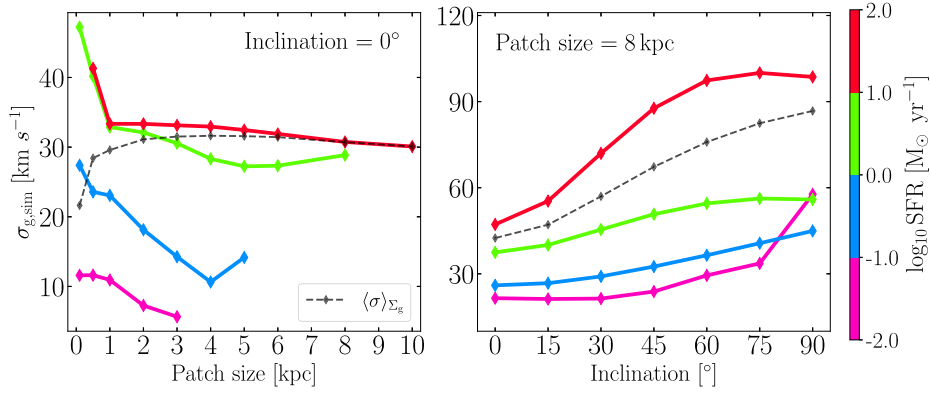 Inclination = 0°
σg,sim [km s−1]
40
30
20
10
⟨σ⟩Σg
0 1 2 3 4 5 6 7 8 9 10
Patch size [kpc]
Patch size = 8 kpc
120
90
60
30
0 15 30 45 60 75 90
Inclination [°]
2.0
1.0
0.0
-1.0
-2.0
log10 SFR [M⊙ yr−1]